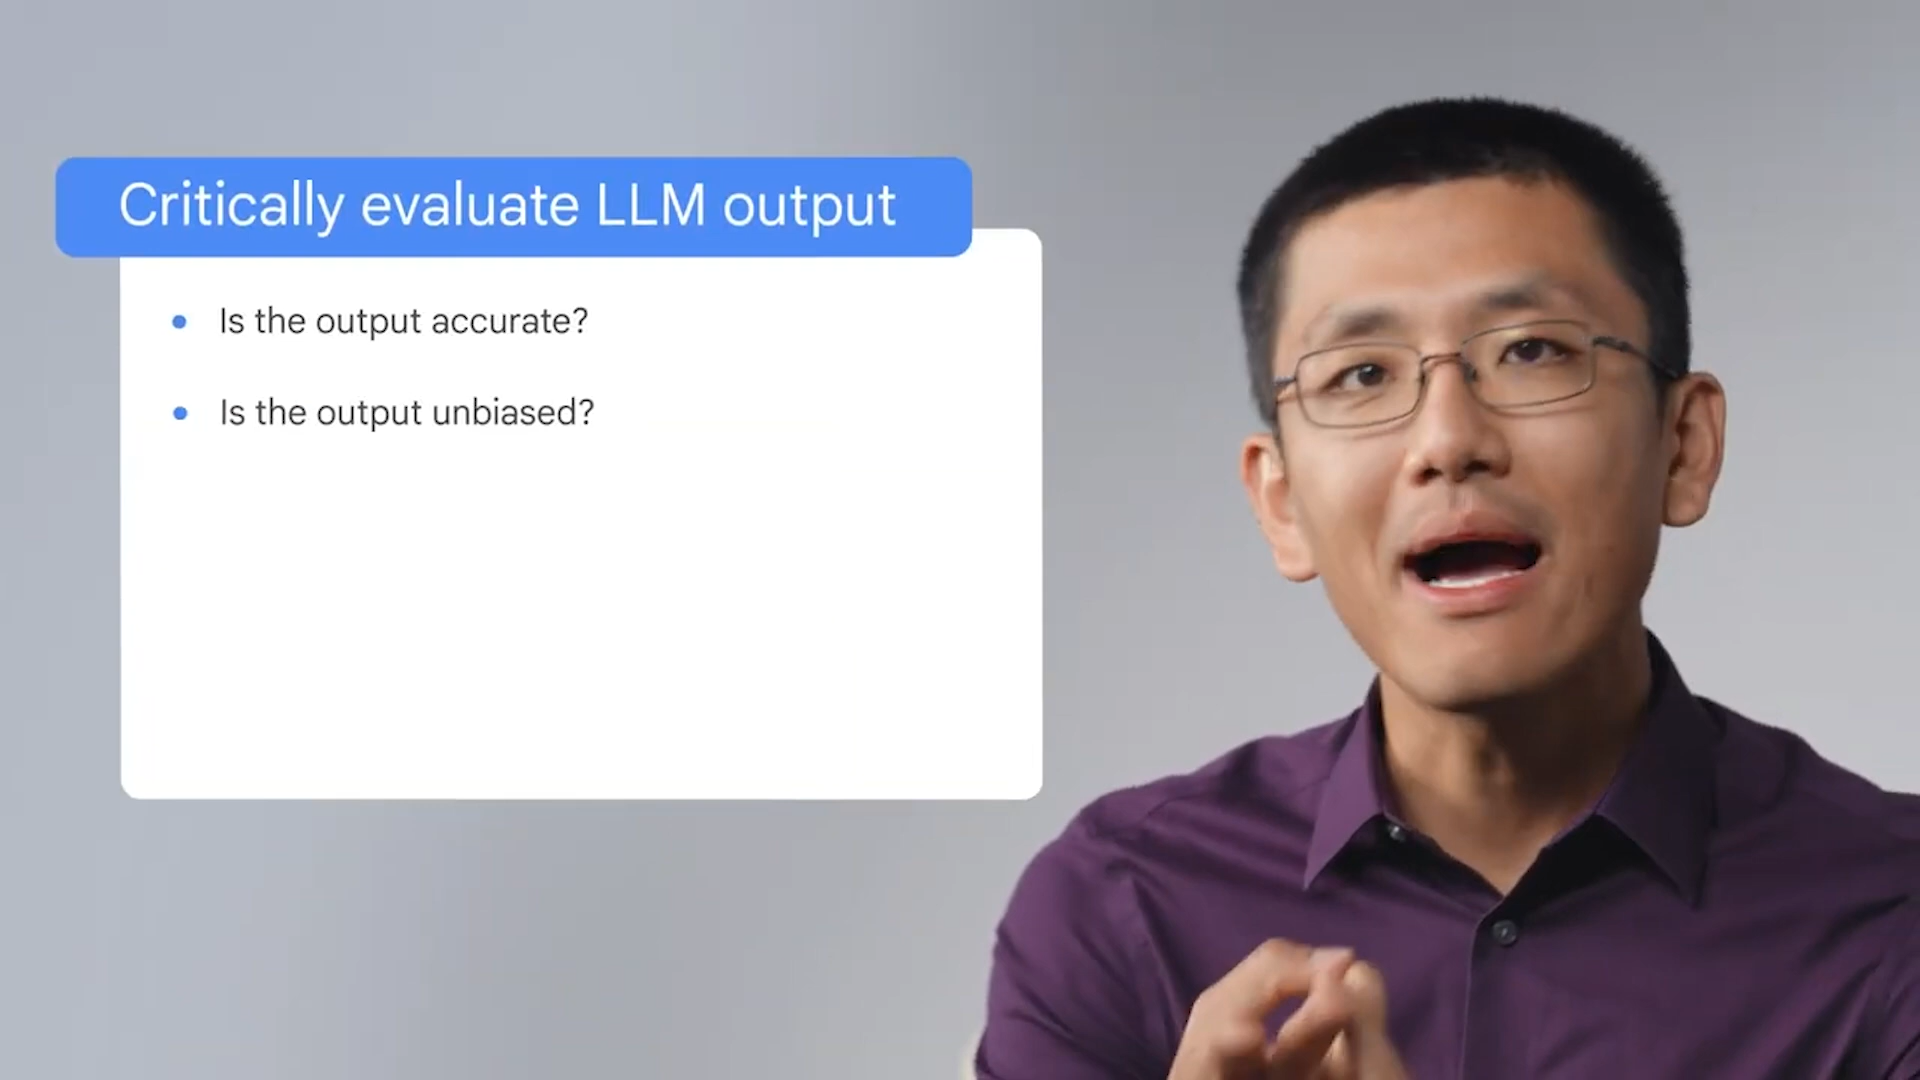 Critically evaluate LLM output
Is the output accurate?
Is the output unbiased?